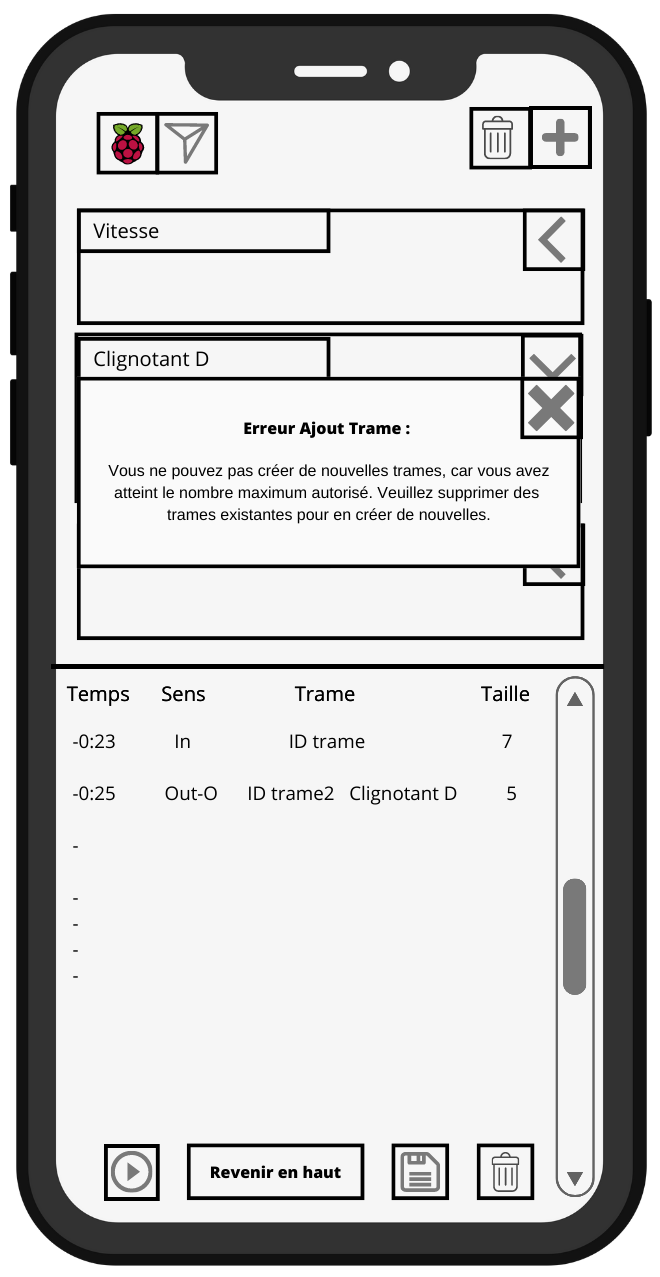 Vitesse
Clignotant D
Erreur Ajout Trame :
Vous ne pouvez pas créer de nouvelles trames, car vous avez
atteint le nombre maximum autorisé. Veuillez supprimer des
trames existantes pour en créer de nouvelles.
Temps Sens Trame Taille
-0:23 In ID trame 7
-0:25 Out-O ID trame2 Clignotant D 5
-
-
-
-
-
Revenir en haut